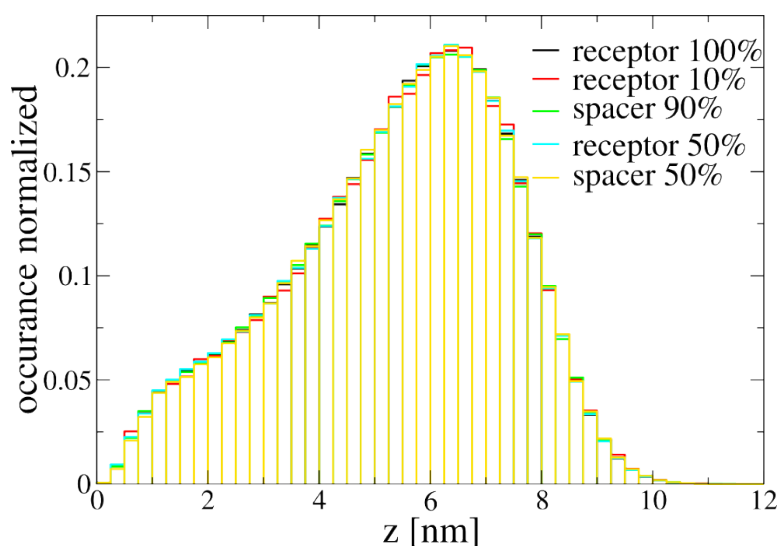 0.2
0.15
0.1
0.05
0
occurance normalized
receptor 100%
receptor 10%
spacer 90%
receptor 50%
spacer 50%
0 2 4 6 8 10 12
z [nm]